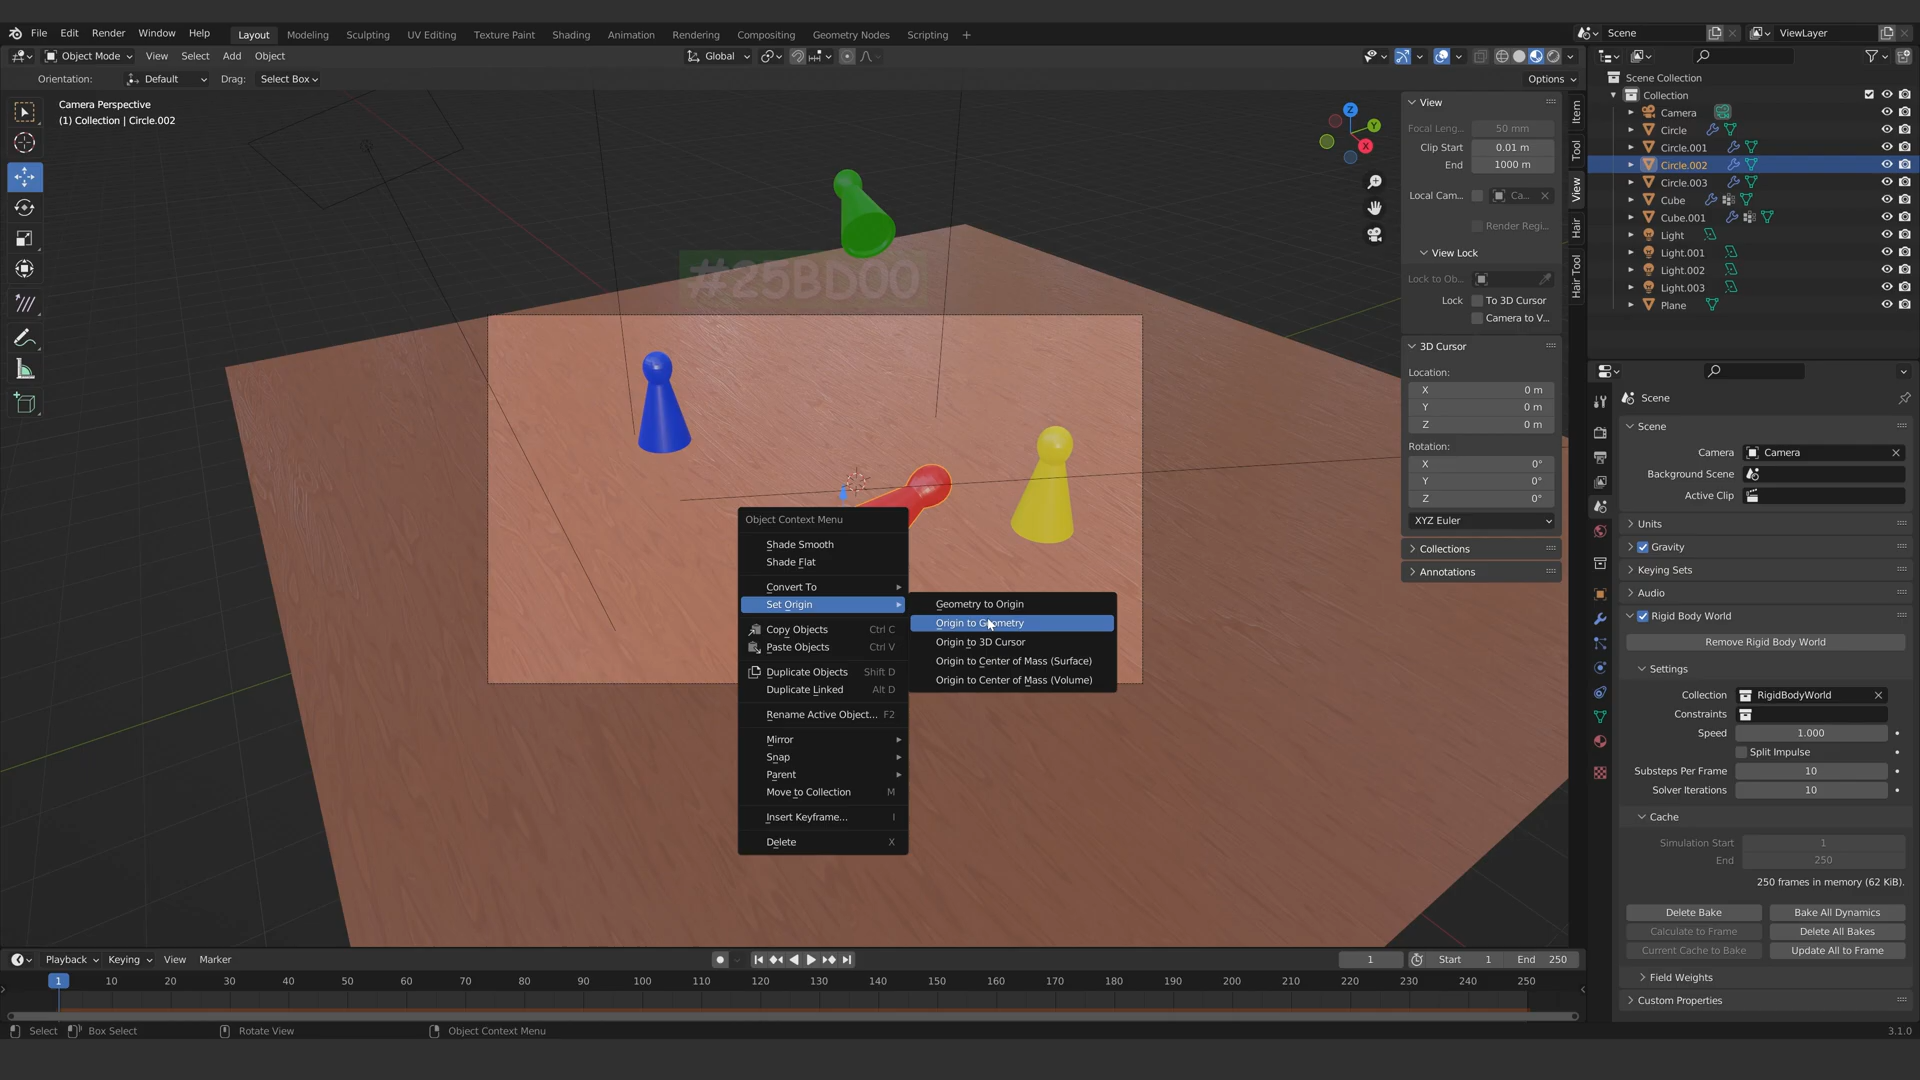 File Edit Render Window Help Layout Modeling Sculpting UV Editing Texture Paint Shading Animation Rendering Compositing Geometry Nodes Scripting + Scene ViewLayer
Object Mode View Select Add Object Global
Orientation: Default Drag: Select Box Options
Camera Perspective
(1) Collection | Circle.002
#25BD00
Z
Y
X
Object Context Menu
Shade Smooth
Shade Flat
Convert To
Set Origin
Copy Objects Ctrl C
Paste Objects Ctrl V
Duplicate Objects Shift D
Duplicate Linked Alt D
Rename Active Object... F2
Mirror
Snap
Parent
Move to Collection M
Insert Keyframe... I
Delete X
Geometry to Origin
Origin to Geometry
Origin to 3D Cursor
Origin to Center of Mass (Surface)
Origin to Center of Mass (Volume)
View
Focal Leng... 50 mm
Clip Start 0.01 m
End 1000 m
Local Cam... Ca...
Render Regi...
View Lock
Lock to Ob...
Lock To 3D Cursor
Camera to V...
3D Cursor
Location:
X 0 m
Y 0 m
Z 0 m
Rotation:
X 0°
Y 0°
Z 0°
XYZ Euler
Collections
Annotations
Item
Tool
View
Hair
Hair Tool
Scene Collection
Collection
Camera
Circle
Circle.001
Circle.002
Circle.003
Cube
Cube.001
Light
Light.001
Light.002
Light.003
Plane
Scene
Scene
Camera Camera
Background Scene
Active Clip
Units
Gravity
Keying Sets
Audio
Rigid Body World
Remove Rigid Body World
Settings
Collection RigidBodyWorld
Constraints
Speed 1.000
Split Impulse
Substeps Per Frame 10
Solver Iterations 10
Cache
Simulation Start 1
End 250
250 frames in memory (62 KiB).
Delete Bake Bake All Dynamics
Calculate to Frame Delete All Bakes
Current Cache to Bake Update All to Frame
Field Weights
Custom Properties
Playback Keying View Marker 1 Start 1 End 250
1 10 20 30 40 50 60 70 80 90 100 110 120 130 140 150 160 170 180 190 200 210 220 230 240 250
Select Box Select Rotate View Object Context Menu 3.1.0